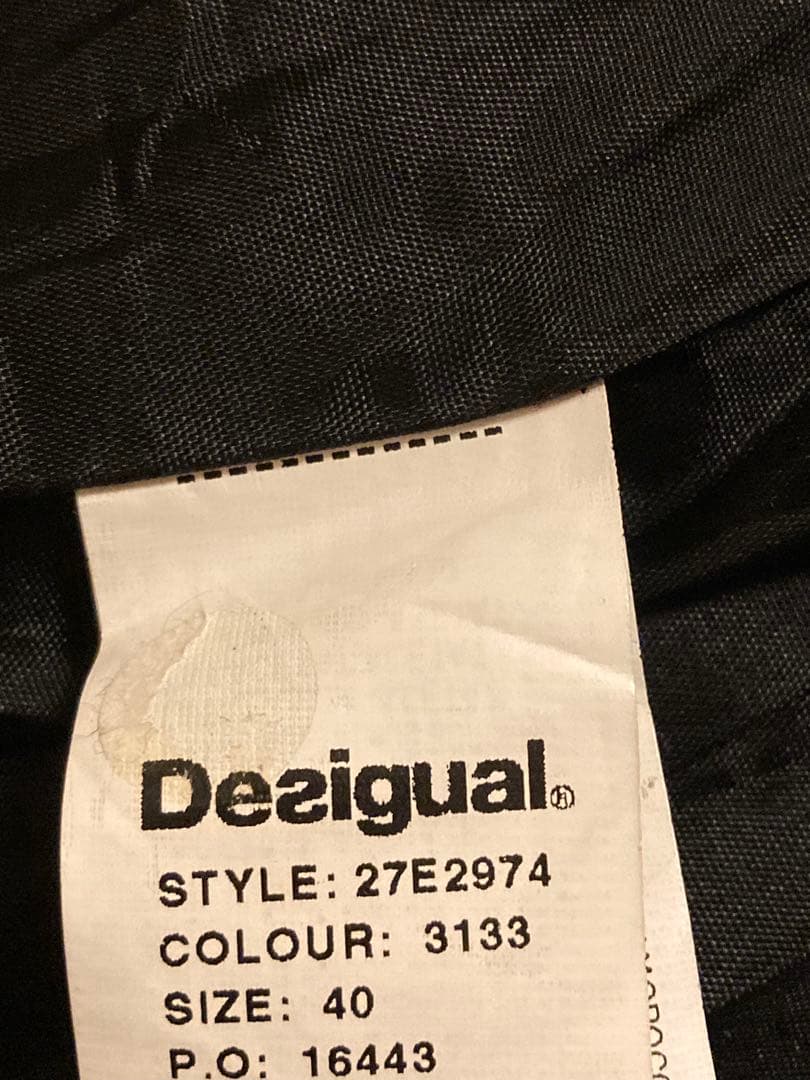 Desigual®
STYLE: 27E2974
COLOUR: 3133
SIZE: 40
P.O: 16443